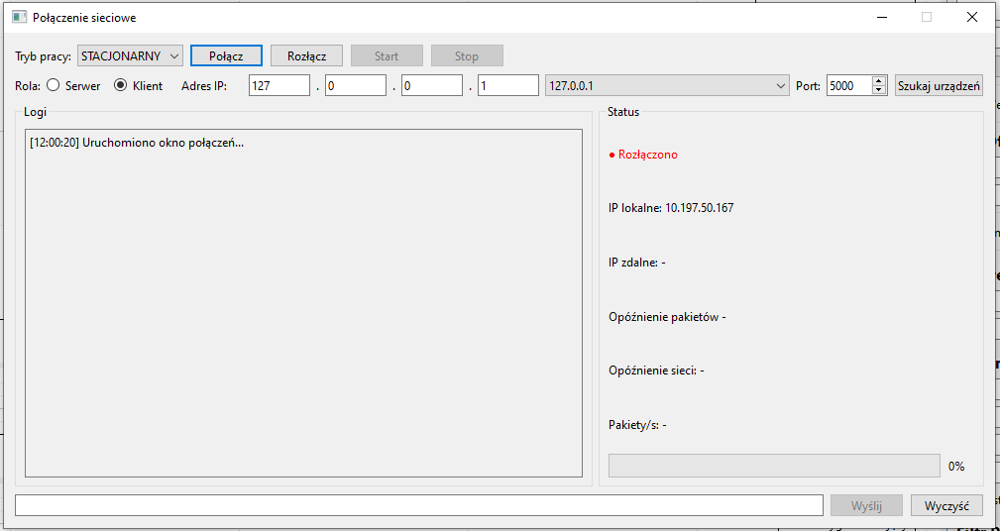 Połączenie sieciowe
Tryb pracy: STACJONARNY Połącz Rozłącz Start Stop
Rola: Serwer Klient Adres IP: 127 . 0 . 0 . 1 127.0.0.1 Port: 5000 Szukaj urządzeń
Logi
[12:00:20] Uruchomiono okno połączeń...
Status
● Rozłączono
IP lokalne: 10.197.50.167
IP zdalne: -
Opóźnienie pakietów -
Opóźnienie sieci: -
Pakiety/s: -
0%
Wyślij Wyczyść